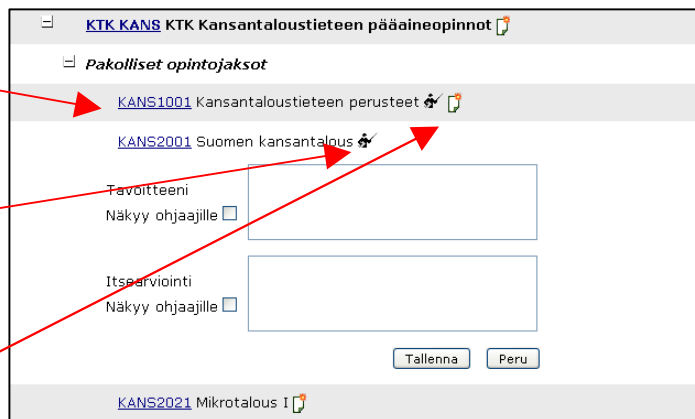 KTK KANS KTK Kansantaloustieteen pääaineopinnot
Pakolliset opintojaksot
KANS1001 Kansantaloustieteen perusteet
KANS2001 Suomen kansantalous
Tavoitteeni
Näkyy ohjaajille
Itsearviointi
Näkyy ohjaajille
Tallenna Peru
KANS2021 Mikrotalous I